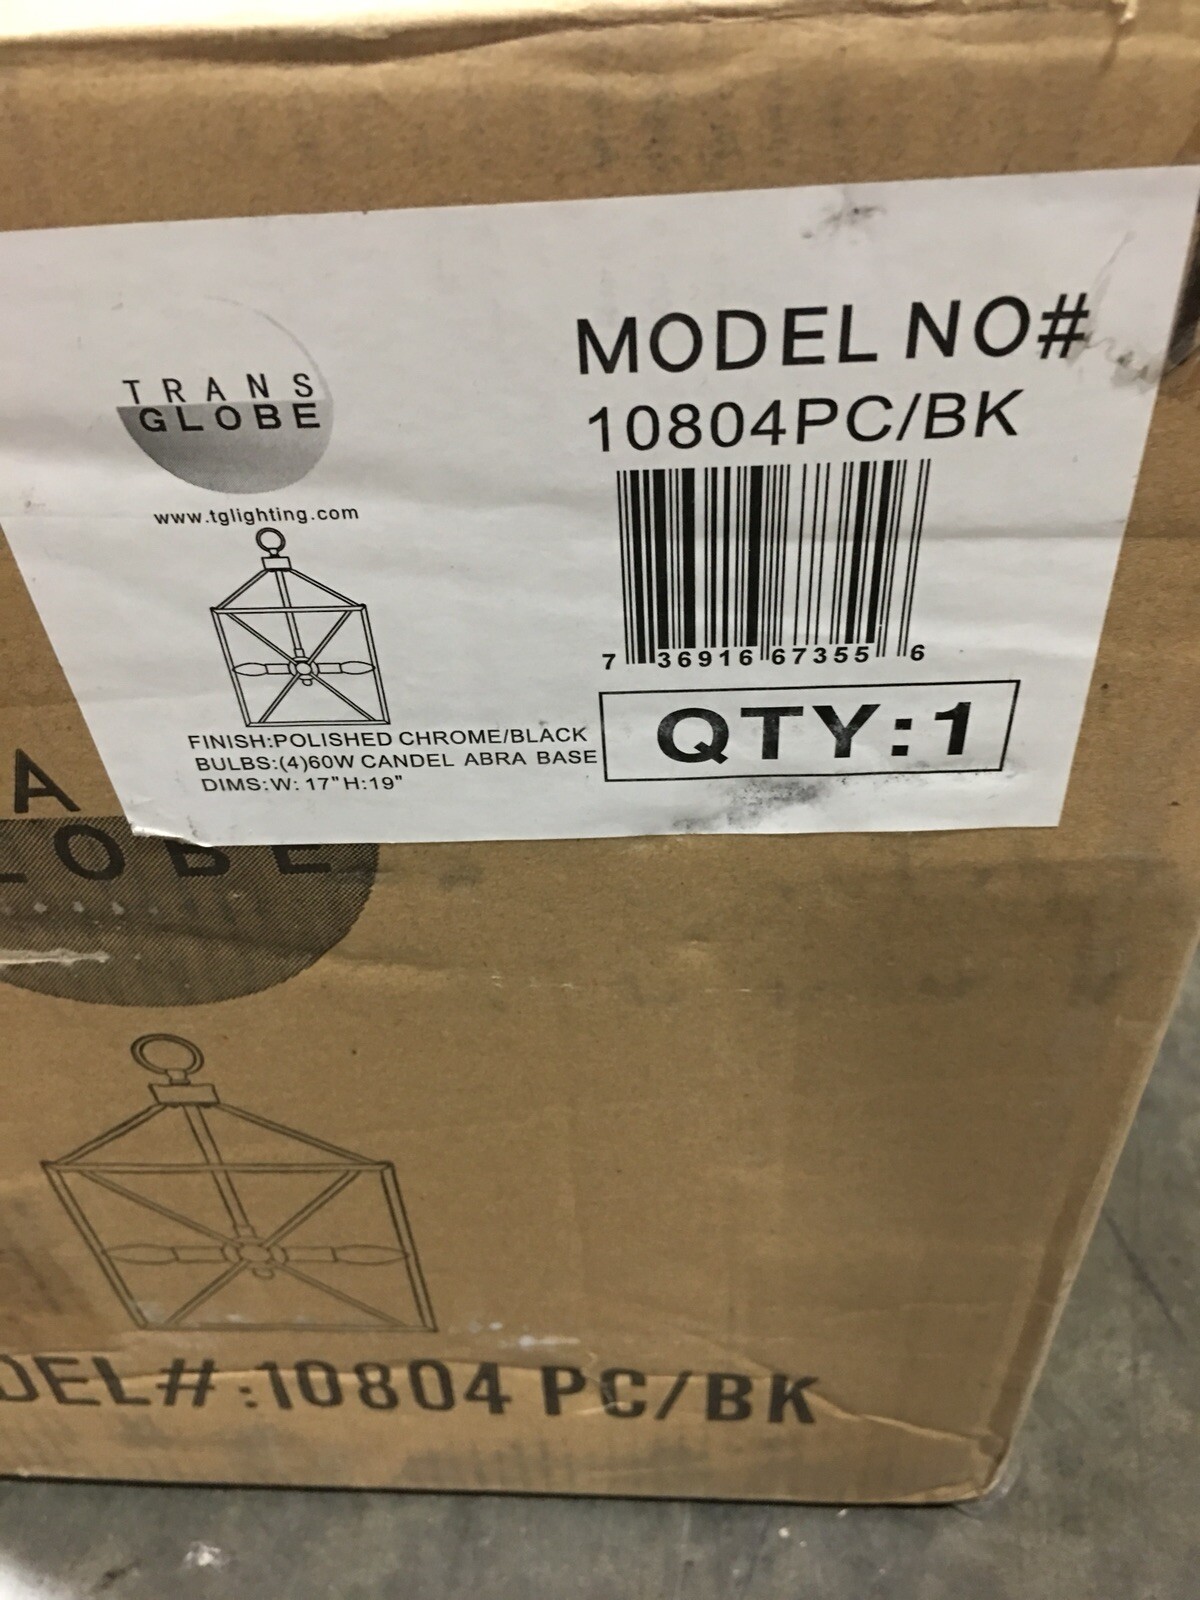 TRANS
GLOBE
www.tglighting.com
FINISH:POLISHED CHROME/BLACK
BULBS:(4)60W CANDEL ABRA BASE
DIMS:W: 17"H:19"
MODEL NO#
10804PC/BK
7 36916 67355 6
QTY:1
A
LOBE
DEL#:10804 PC/BK